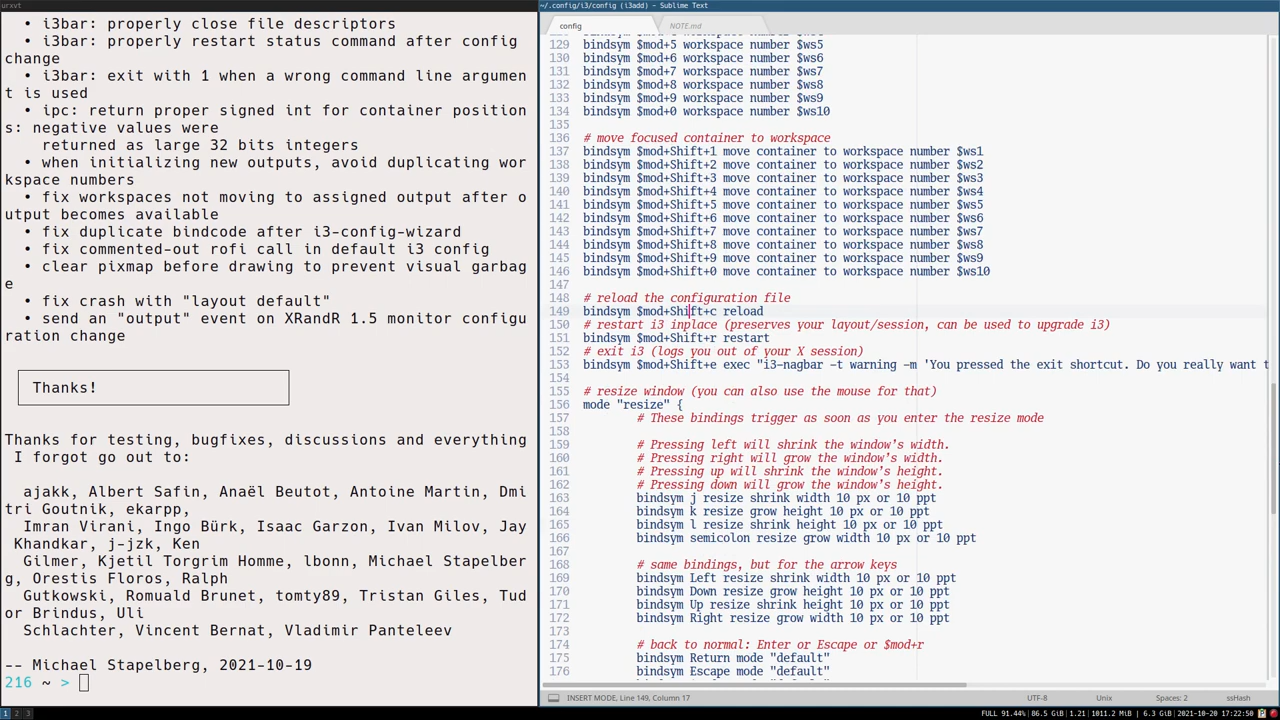 urxvt
• i3bar: properly close file descriptors
• i3bar: properly restart status command after config
change
• i3bar: exit with 1 when a wrong command line argumen
t is used
• ipc: return proper signed int for container position
s: negative values were
returned as large 32 bits integers
• when initializing new outputs, avoid duplicating wor
kspace numbers
• fix workspaces not moving to assigned output after o
utput becomes available
• fix duplicate bindcode after i3-config-wizard
• fix commented-out rofi call in default i3 config
• clear pixmap before drawing to prevent visual garbag
e
• fix crash with "layout default"
• send an "output" event on XRandR 1.5 monitor configu
ration change
Thanks!
Thanks for testing, bugfixes, discussions and everything
I forgot go out to:
ajakk, Albert Safin, Anaël Beutot, Antoine Martin, Dmi
tri Goutnik, ekarpp,
Imran Virani, Ingo Bürk, Isaac Garzon, Ivan Milov, Jay
Khandkar, j-jzk, Ken
Gilmer, Kjetil Torgrim Homme, lbonn, Michael Stapelber
g, Orestis Floros, Ralph
Gutkowski, Romuald Brunet, tomty89, Tristan Giles, Tud
or Brindus, Uli
Schlachter, Vincent Bernat, Vladimir Panteleev
-- Michael Stapelberg, 2021-10-19
216 ~ >
~/.config/i3/config (i3add) – Sublime Text
config NOTE.md
129 bindsym $mod+5 workspace number $ws5
130 bindsym $mod+6 workspace number $ws6
131 bindsym $mod+7 workspace number $ws7
132 bindsym $mod+8 workspace number $ws8
133 bindsym $mod+9 workspace number $ws9
134 bindsym $mod+0 workspace number $ws10
135
136 # move focused container to workspace
137 bindsym $mod+Shift+1 move container to workspace number $ws1
138 bindsym $mod+Shift+2 move container to workspace number $ws2
139 bindsym $mod+Shift+3 move container to workspace number $ws3
140 bindsym $mod+Shift+4 move container to workspace number $ws4
141 bindsym $mod+Shift+5 move container to workspace number $ws5
142 bindsym $mod+Shift+6 move container to workspace number $ws6
143 bindsym $mod+Shift+7 move container to workspace number $ws7
144 bindsym $mod+Shift+8 move container to workspace number $ws8
145 bindsym $mod+Shift+9 move container to workspace number $ws9
146 bindsym $mod+Shift+0 move container to workspace number $ws10
147
148 # reload the configuration file
149 bindsym $mod+Shift+c reload
150 # restart i3 inplace (preserves your layout/session, can be used to upgrade i3)
151 bindsym $mod+Shift+r restart
152 # exit i3 (logs you out of your X session)
153 bindsym $mod+Shift+e exec "i3-nagbar -t warning -m 'You pressed the exit shortcut. Do you really want t
154
155 # resize window (you can also use the mouse for that)
156 mode "resize" {
157 # These bindings trigger as soon as you enter the resize mode
158
159 # Pressing left will shrink the window's width.
160 # Pressing right will grow the window's width.
161 # Pressing up will shrink the window's height.
162 # Pressing down will grow the window's height.
163 bindsym j resize shrink width 10 px or 10 ppt
164 bindsym k resize grow height 10 px or 10 ppt
165 bindsym l resize shrink height 10 px or 10 ppt
166 bindsym semicolon resize grow width 10 px or 10 ppt
167
168 # same bindings, but for the arrow keys
169 bindsym Left resize shrink width 10 px or 10 ppt
170 bindsym Down resize grow height 10 px or 10 ppt
171 bindsym Up resize shrink height 10 px or 10 ppt
172 bindsym Right resize grow width 10 px or 10 ppt
173
174 # back to normal: Enter or Escape or $mod+r
175 bindsym Return mode "default"
176 bindsym Escape mode "default"
INSERT MODE, Line 149, Column 17 UTF-8 Unix Spaces: 2 ssHash
1 2 3 FULL 91.44% | 86.5 GiB | 1.21 | 1011.2 MiB | 6.3 GiB | 2021-10-20 17:22:50